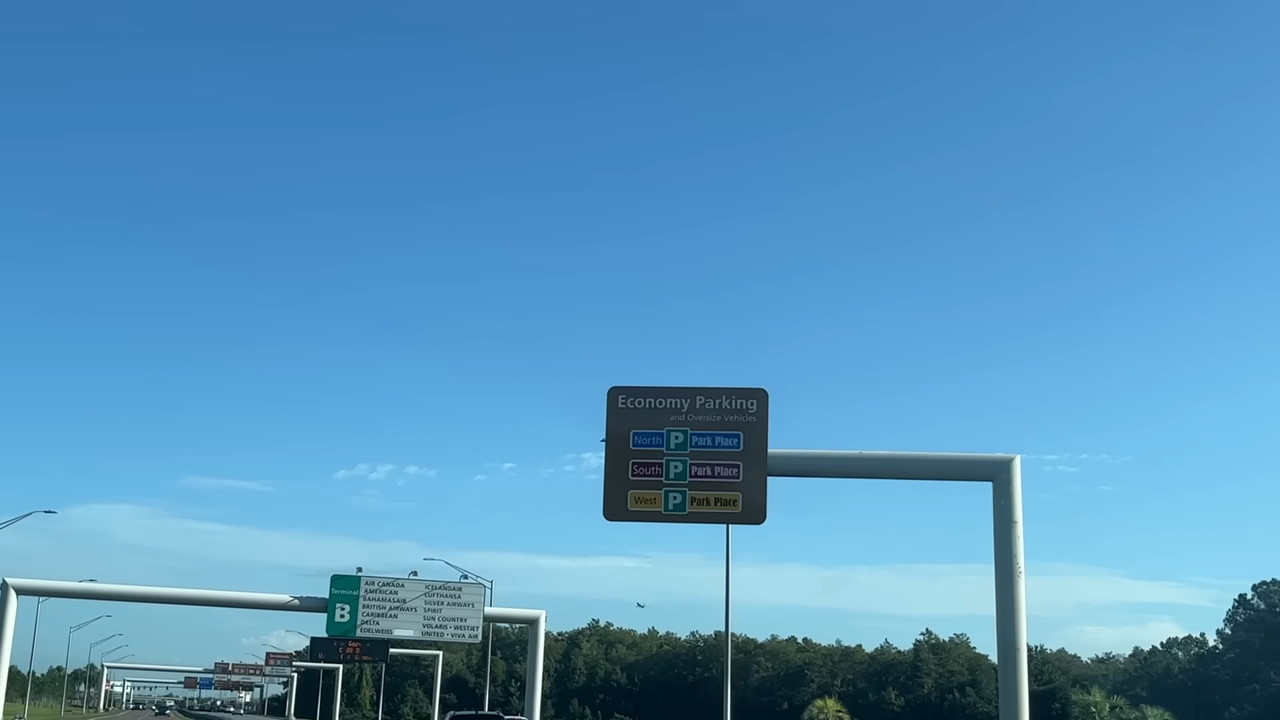 Economy Parking
and Oversize Vehicles
North P Park Place
South P Park Place
West P Park Place
Terminal
B
AIR CANADA
AMERICAN
BAHAMASAIR
BRITISH AIRWAYS
CARIBBEAN
DELTA
EDELWEISS
ICELANDAIR
LUFTHANSA
SILVER AIRWAYS
SPIRIT
SUN COUNTRY
VOLARIS • WESTJET
UNITED • VIVA AIR